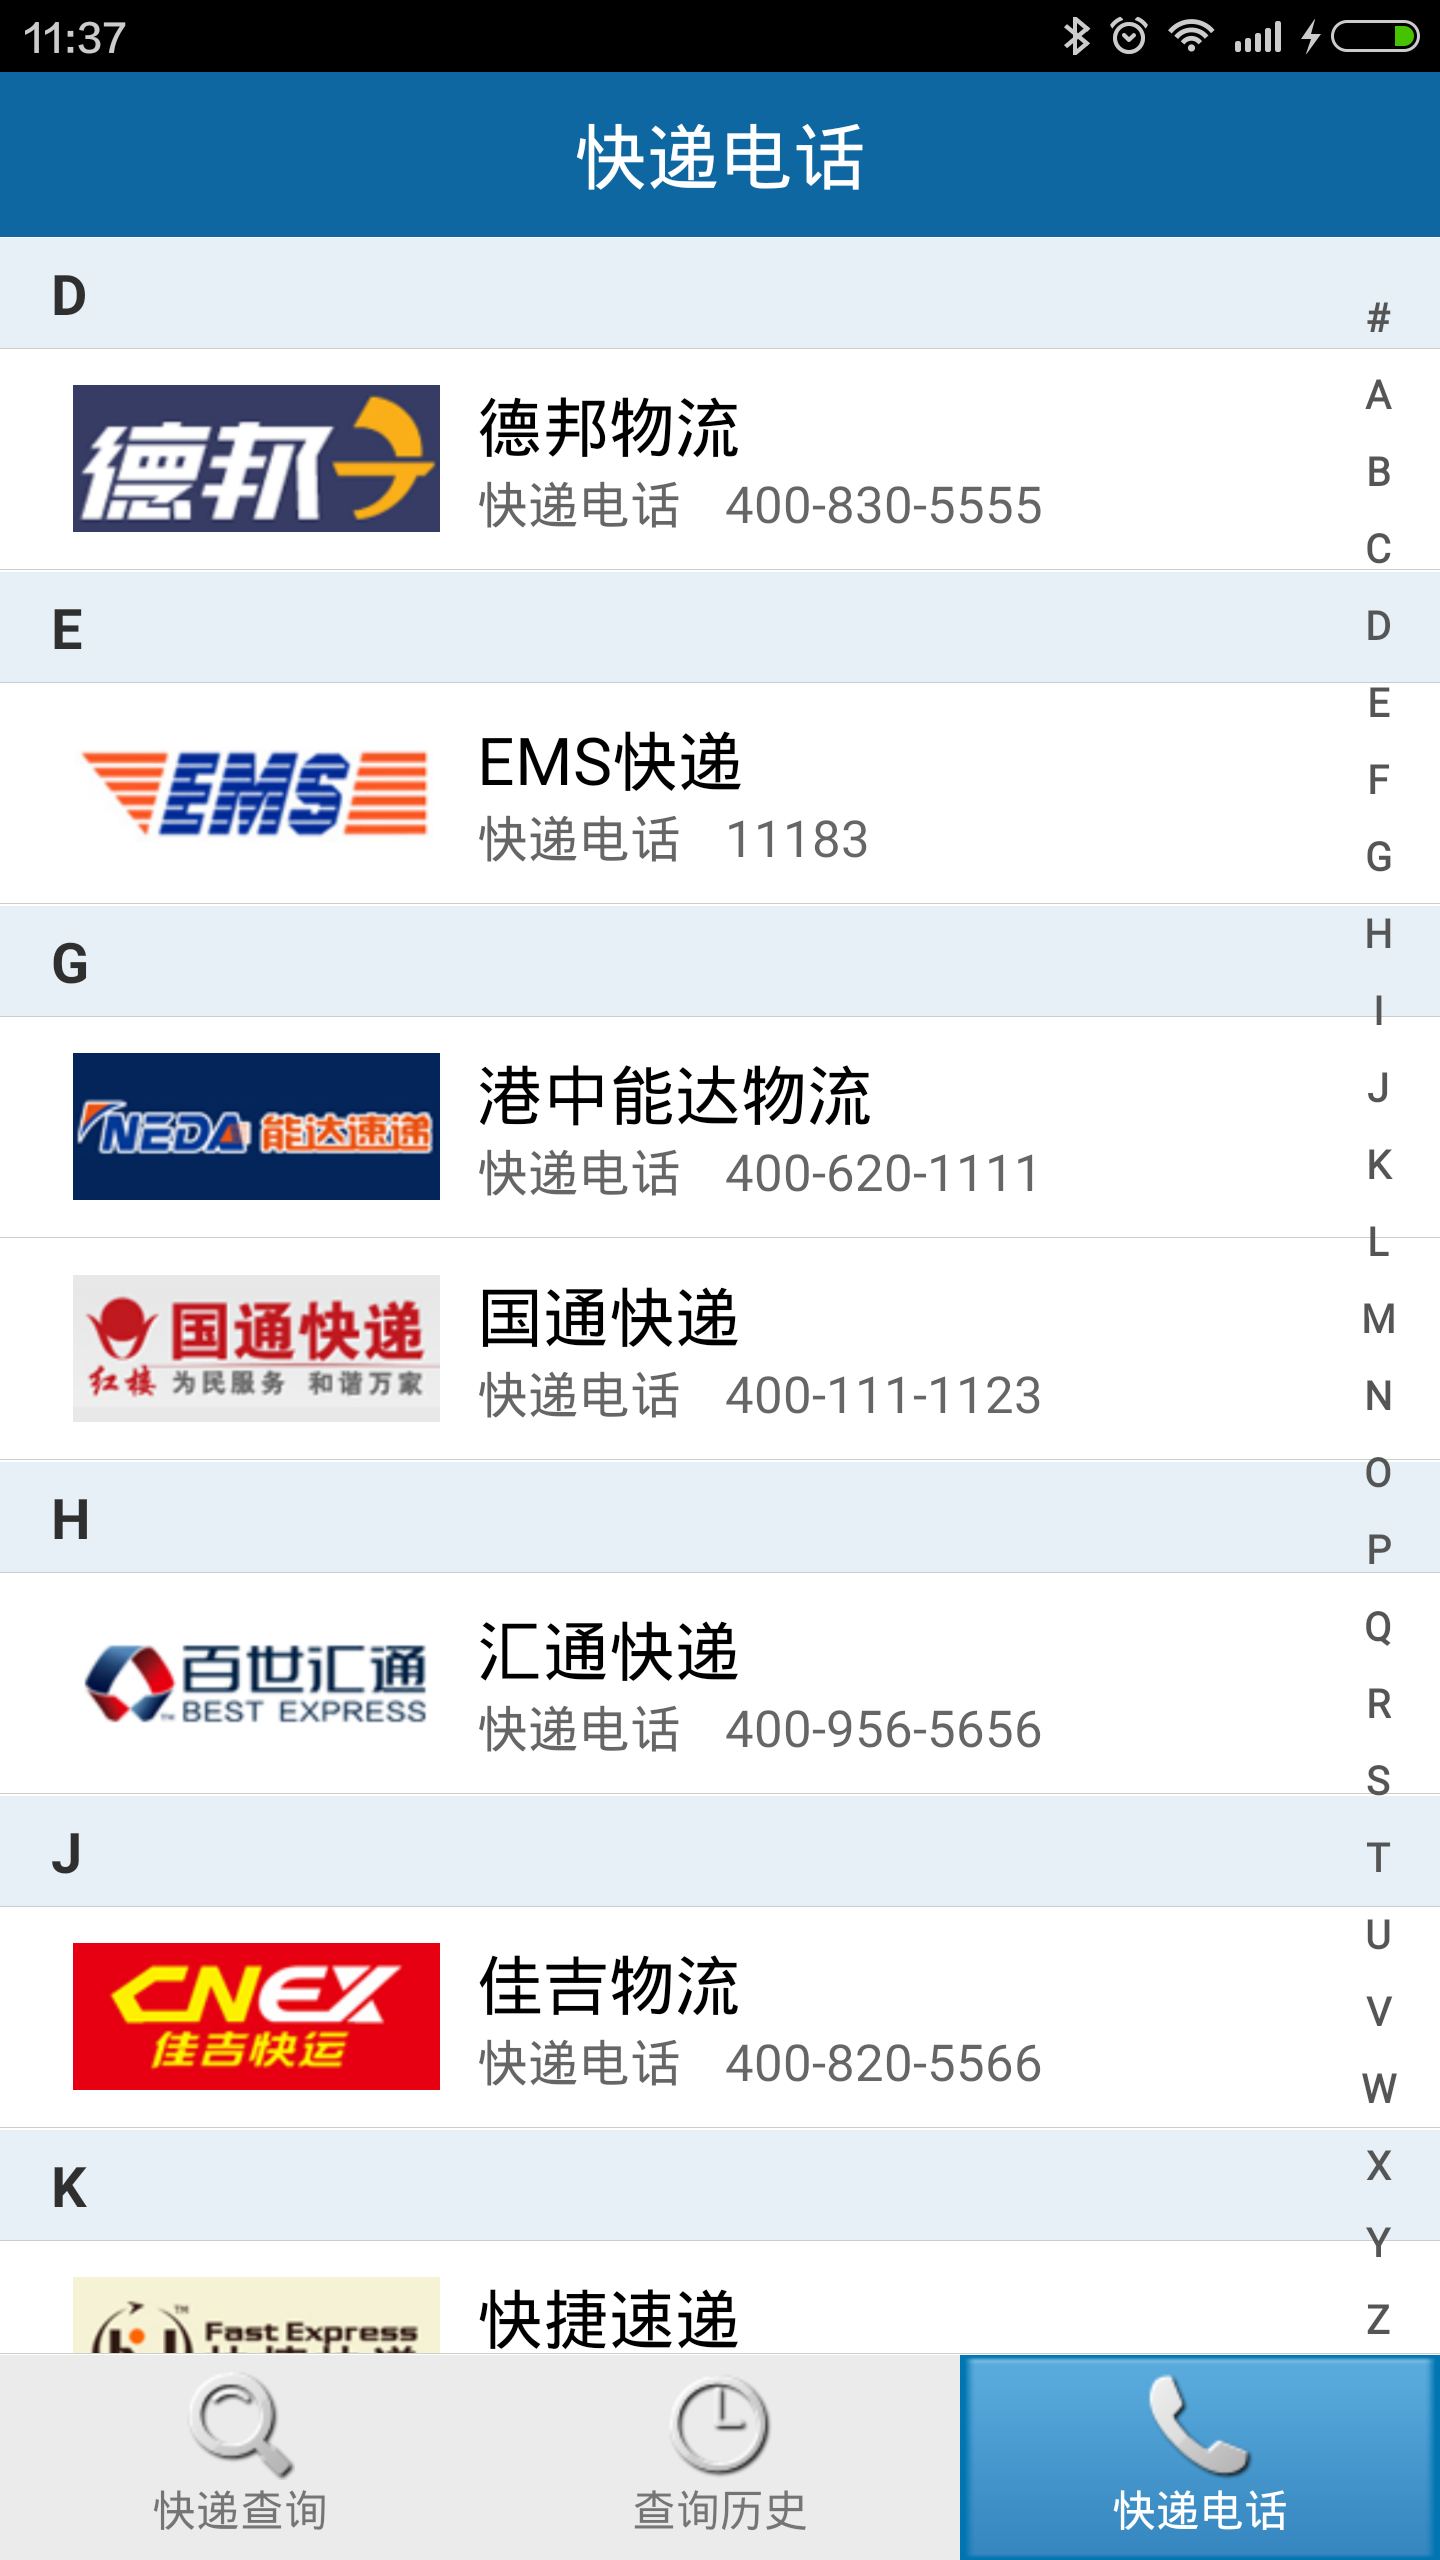 11:37
快递电话
D
德邦
德邦物流
快递电话 400-830-5555
E
EMS
EMS快递
快递电话 11183
G
NEDA 能达速递
港中能达物流
快递电话 400-620-1111
国通快递
红楼 为民服务 和谐万家
国通快递
快递电话 400-111-1123
H
百世汇通
BEST EXPRESS
汇通快递
快递电话 400-956-5656
J
CNEX
佳吉快运
佳吉物流
快递电话 400-820-5566
K
Fast Express
快捷速递
#
A
B
C
D
E
F
G
H
I
J
K
L
M
N
O
P
Q
R
S
T
U
V
W
X
Y
Z
快递查询
查询历史
快递电话